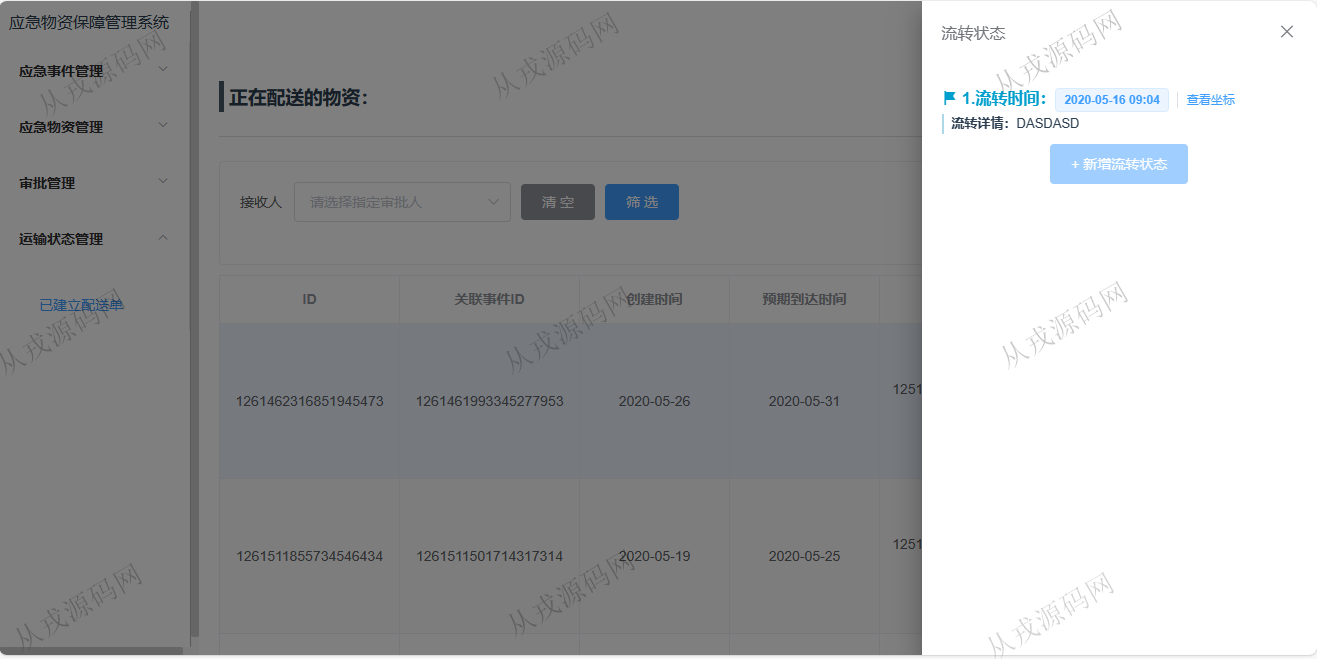 应急物资保障管理系统
应急事件管理
应急物资管理
审批管理
运输状态管理
已建立配送单
正在配送的物资：
接收人 请选择指定审批人 清 空 筛 选
ID 关联事件ID 创建时间 预期到达时间
1261462316851945473 1261461993345277953 2020-05-26 2020-05-31 1251
1261511855734546434 1261511501714317314 2020-05-19 2020-05-25 1251
流转状态
1.流转时间： 2020-05-16 09:04 查看坐标
流转详情：DASDASD
+ 新增流转状态
从戎源码网
从戎源码网
从戎源码网
从戎源码网
从戎源码网
从戎源码网
从戎源码网
从戎源码网
从戎源码网